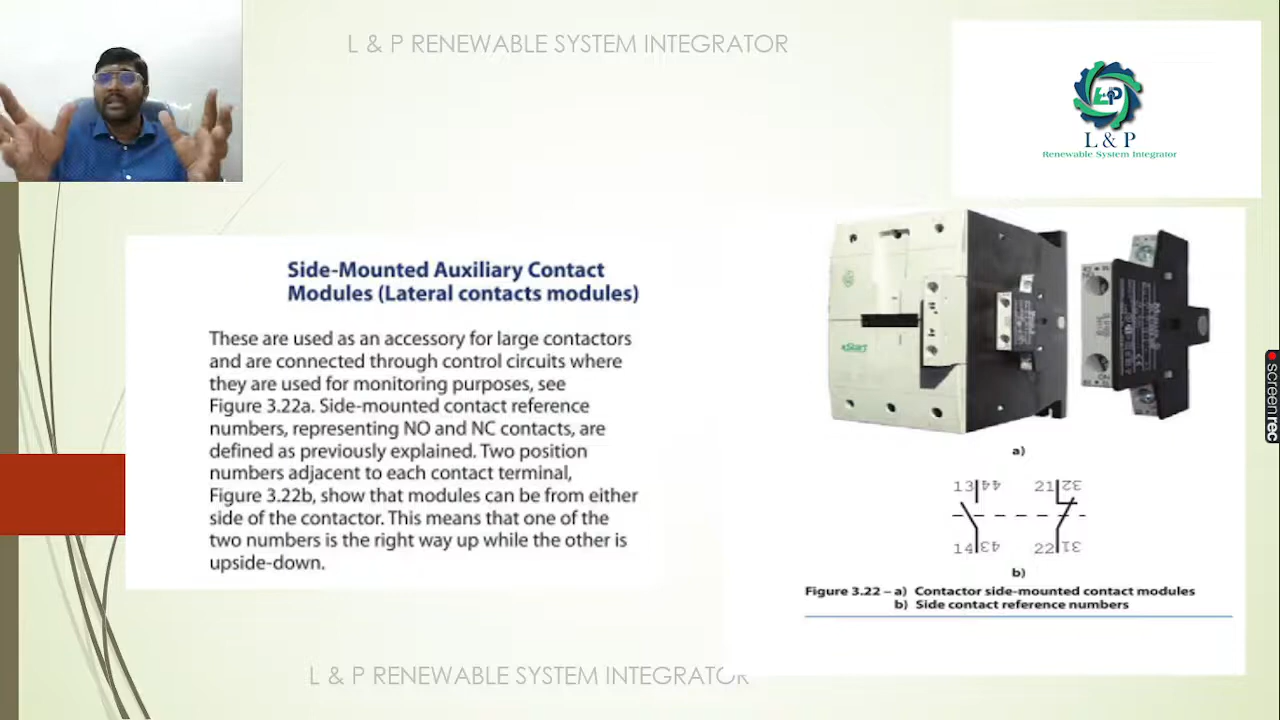 L & P RENEWABLE SYSTEM INTEGRATOR
L & P
L & P
Renewable System Integrator
Side-Mounted Auxiliary Contact
Modules (Lateral contacts modules)
These are used as an accessory for large contactors
and are connected through control circuits where
they are used for monitoring purposes, see
Figure 3.22a. Side-mounted contact reference
numbers, representing NO and NC contacts, are
defined as previously explained. Two position
numbers adjacent to each contact terminal,
Figure 3.22b, show that modules can be from either
side of the contactor. This means that one of the
two numbers is the right way up while the other is
upside-down.
xStart
a)
13 44 21 32
14 43 22 31
b)
Figure 3.22 – a) Contactor side-mounted contact modules
b) Side contact reference numbers
L & P RENEWABLE SYSTEM INTEGRATOR
screenrec